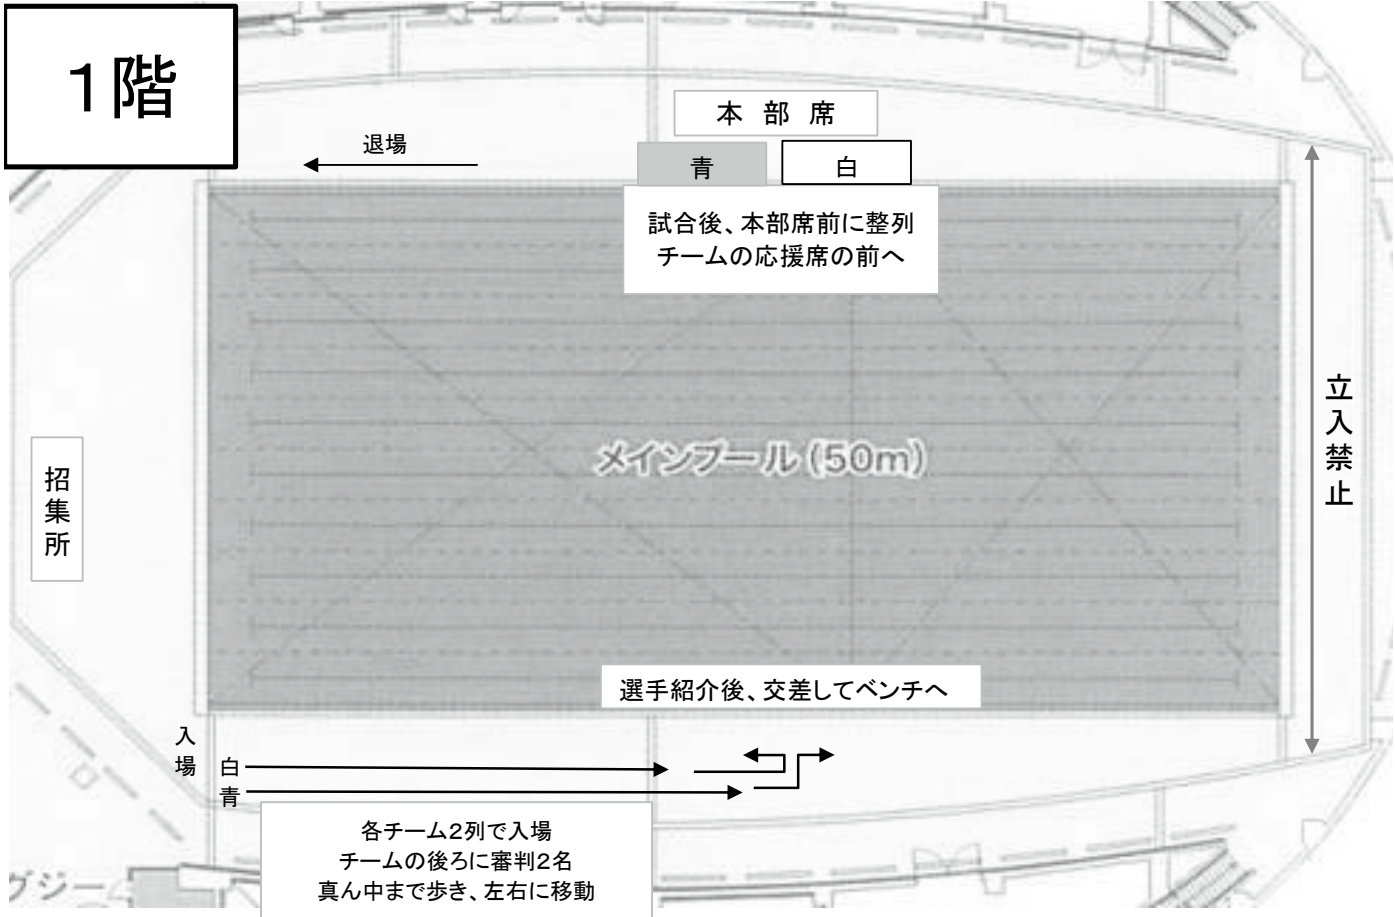 1階
本部席
退場
青
白
試合後、本部席前に整列
チームの応援席の前へ
立入禁止
メインプール(50m)
招集所
選手紹介後、交差してベンチへ
入場
白
青
各チーム2列で入場
チームの後ろに審判2名
真ん中まで歩き、左右に移動
グジー